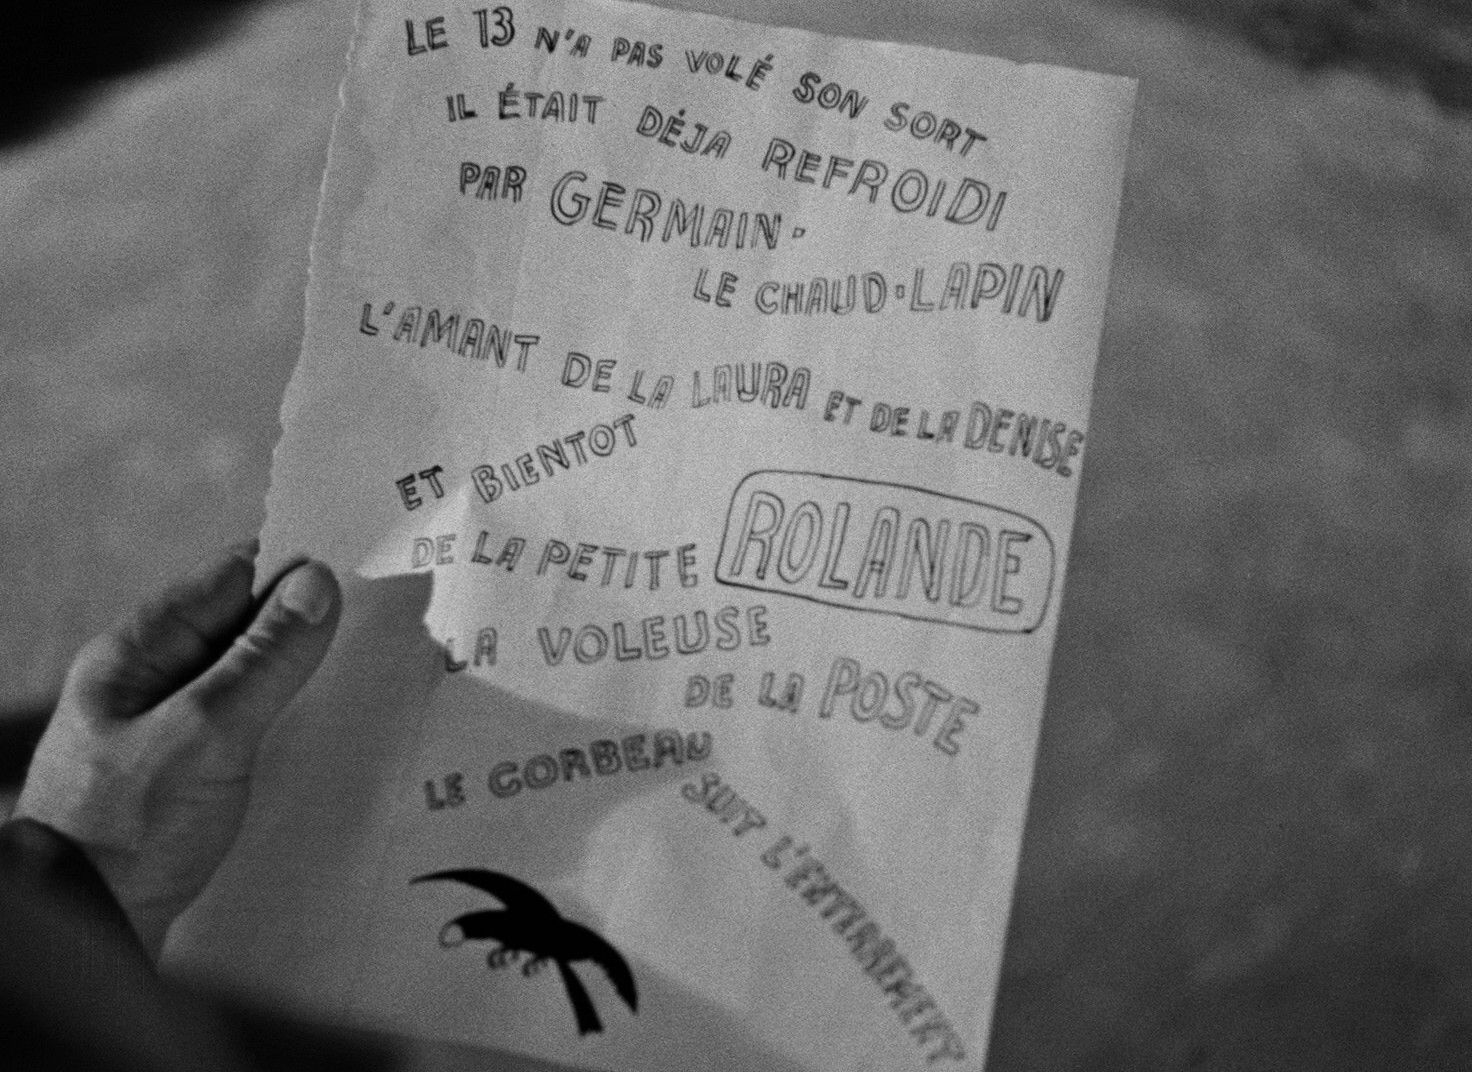 LE 13 N'A PAS VOLÉ SON SORT
IL ÉTAIT DÉJA REFROIDI
PAR GERMAIN.
LE CHAUD.LAPIN
L'AMANT DE LA LAURA ET DE LA DENISE
ET BIENTOT
DE LA PETITE ROLANDE
LA VOLEUSE
DE LA POSTE
LE CORBEAU
SUIT L'ENTERREMENT